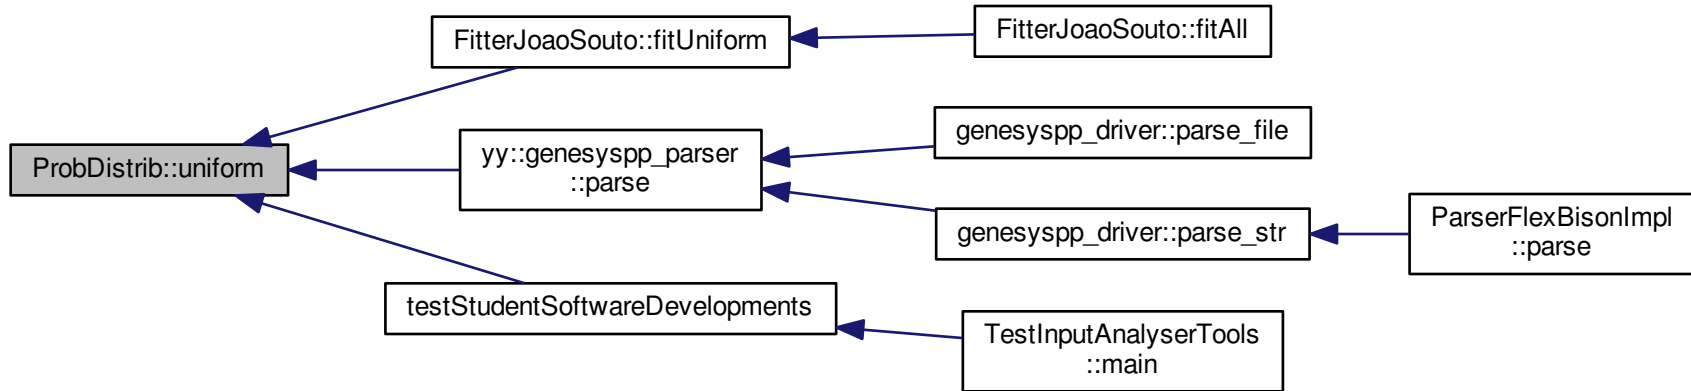 ProbDistrib::uniform
FitterJoaoSouto::fitUniform
FitterJoaoSouto::fitAll
yy::genesyspp_parser
::parse
genesyspp_driver::parse_file
genesyspp_driver::parse_str
ParserFlexBisonImpl
::parse
testStudentSoftwareDevelopments
TestInputAnalyserTools
::main